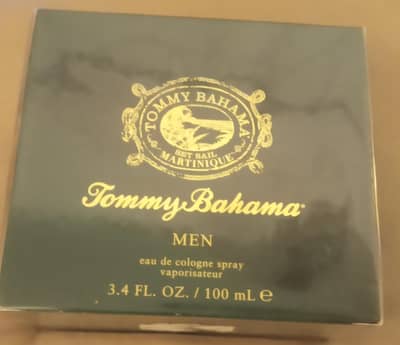 TOMMY BAHAMA
SET SAIL
MARTINIQUE
Tommy Bahama
MEN
eau de cologne spray
vaporisateur
3.4 FL. OZ. / 100 mL ℮